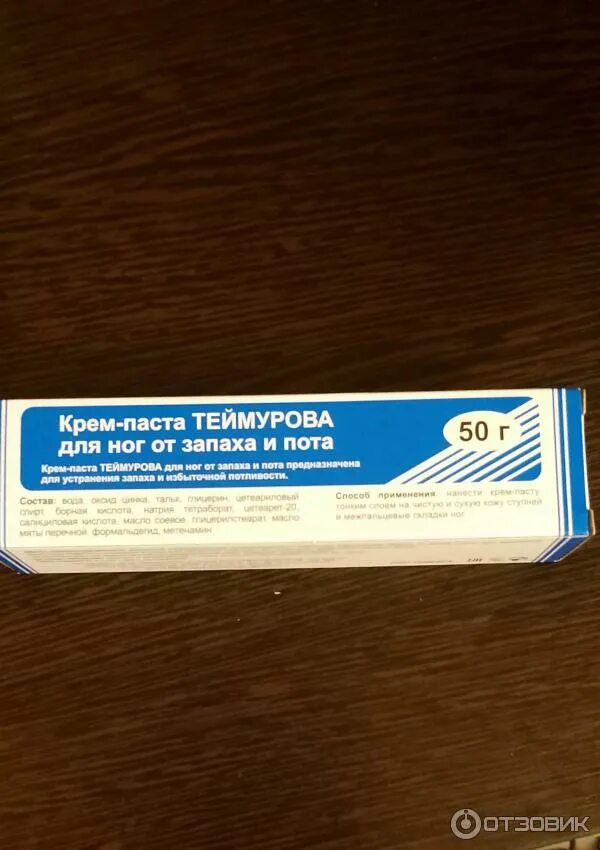 Крем-паста ТЕЙМУРОВА
для ног от запаха и пота
50 г
Крем-паста ТЕЙМУРОВА для ног от запаха и пота предназначена
для устранения запаха и избыточной потливости.
Состав: вода, оксид цинка, тальк, глицерин, цетеариловый
спирт, борная кислота, натрия тетраборат, цетеарет-20,
салициловая кислота, масло соевое, глицерилстеарат, масло
мяты перечной, формальдегид, метенамин
Способ применения: нанести крем-пасту
тонким слоем на чистую и сухую кожу ступней
и межпальцевые складки ног.
ОТЗОВИК